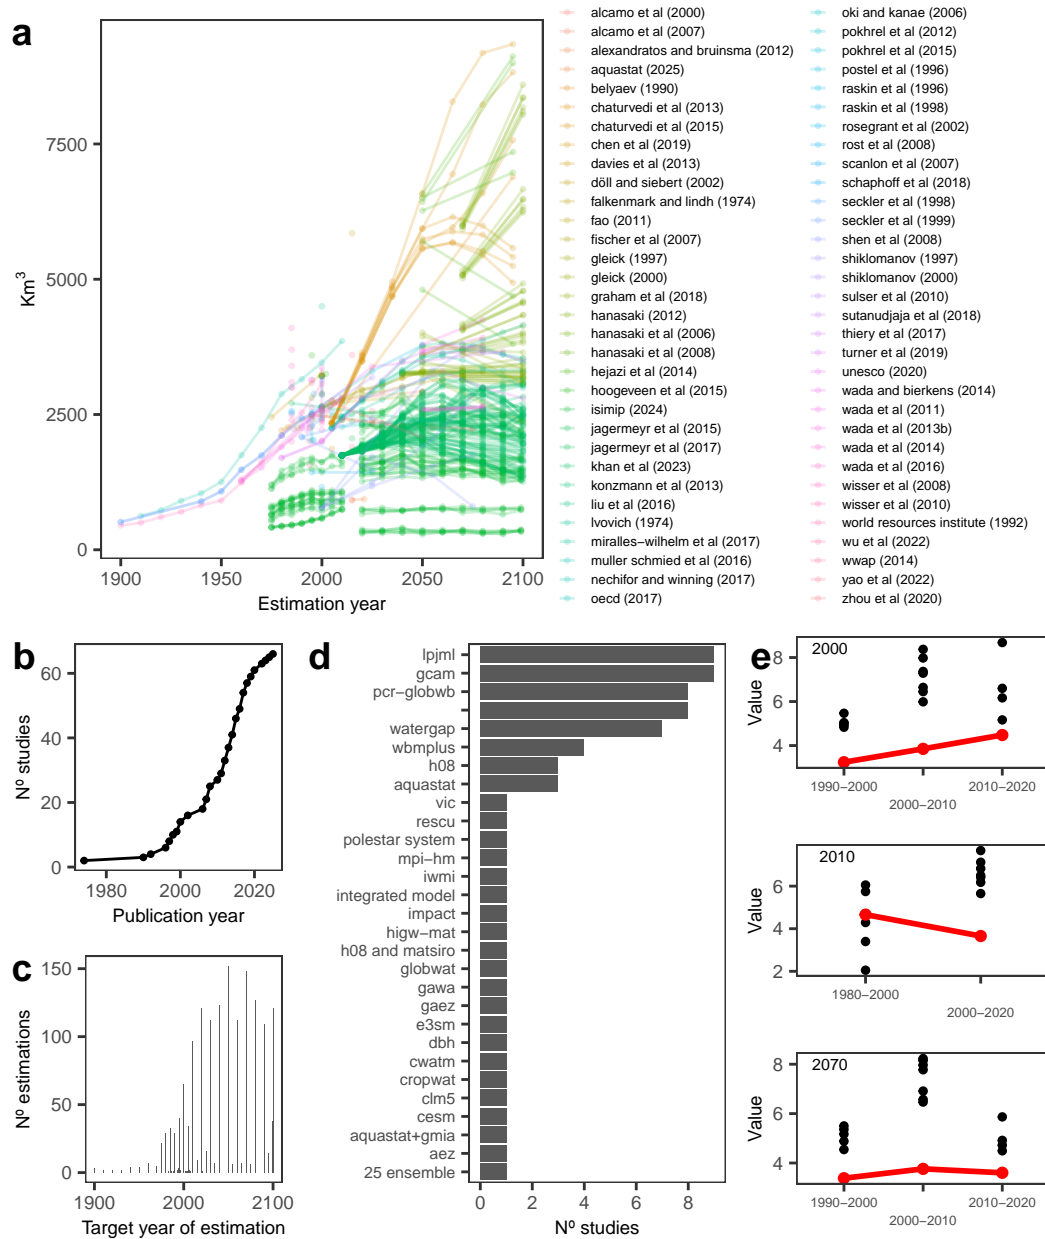 a
7500
5000
2500
0
Km3
1900
1950
2000
2050
2100
Estimation year
alcamo et al (2000)
alcamo et al (2007)
alexandratos and bruinsma (2012)
aquastat (2025)
belyaev (1990)
chaturvedi et al (2013)
chaturvedi et al (2015)
chen et al (2019)
davies et al (2013)
döll and siebert (2002)
falkenmark and lindh (1974)
fao (2011)
fischer et al (2007)
gleick (1997)
gleick (2000)
graham et al (2018)
hanasaki (2012)
hanasaki et al (2006)
hanasaki et al (2008)
hejazi et al (2014)
hoogeveen et al (2015)
isimip (2024)
jagermeyr et al (2015)
jagermeyr et al (2017)
khan et al (2023)
konzmann et al (2013)
liu et al (2016)
lvovich (1974)
miralles−wilhelm et al (2017)
muller schmied et al (2016)
nechifor and winning (2017)
oecd (2017)
oki and kanae (2006)
pokhrel et al (2012)
pokhrel et al (2015)
postel et al (1996)
raskin et al (1996)
raskin et al (1998)
rosegrant et al (2002)
rost et al (2008)
scanlon et al (2007)
schaphoff et al (2018)
seckler et al (1998)
seckler et al (1999)
shen et al (2008)
shiklomanov (1997)
shiklomanov (2000)
sulser et al (2010)
sutanudjaja et al (2018)
thiery et al (2017)
turner et al (2019)
unesco (2020)
wada and bierkens (2014)
wada et al (2011)
wada et al (2013b)
wada et al (2014)
wada et al (2016)
wisser et al (2008)
wisser et al (2010)
world resources institute (1992)
wu et al (2022)
wwap (2014)
yao et al (2022)
zhou et al (2020)
b
60
40
20
0
Nº studies
1980
2000
2020
Publication year
c
150
100
50
0
Nº estimations
1900
2000
2100
Target year of estimation
d
lpjml
gcam
pcr−globwb
watergap
wbmplus
h08
aquastat
vic
rescu
polestar system
mpi−hm
iwmi
integrated model
impact
higw−mat
h08 and matsiro
globwat
gawa
gaez
e3sm
dbh
cwatm
cropwat
clm5
cesm
aquastat+gmia
aez
25 ensemble
0
2
4
6
8
Nº studies
e
2000
8
6
4
Value
1990−2000
2000−2010
2010−2020
2010
6
4
2
Value
1980−2000
2000−2020
2070
8
6
4
Value
1990−2000
2000−2010
2010−2020